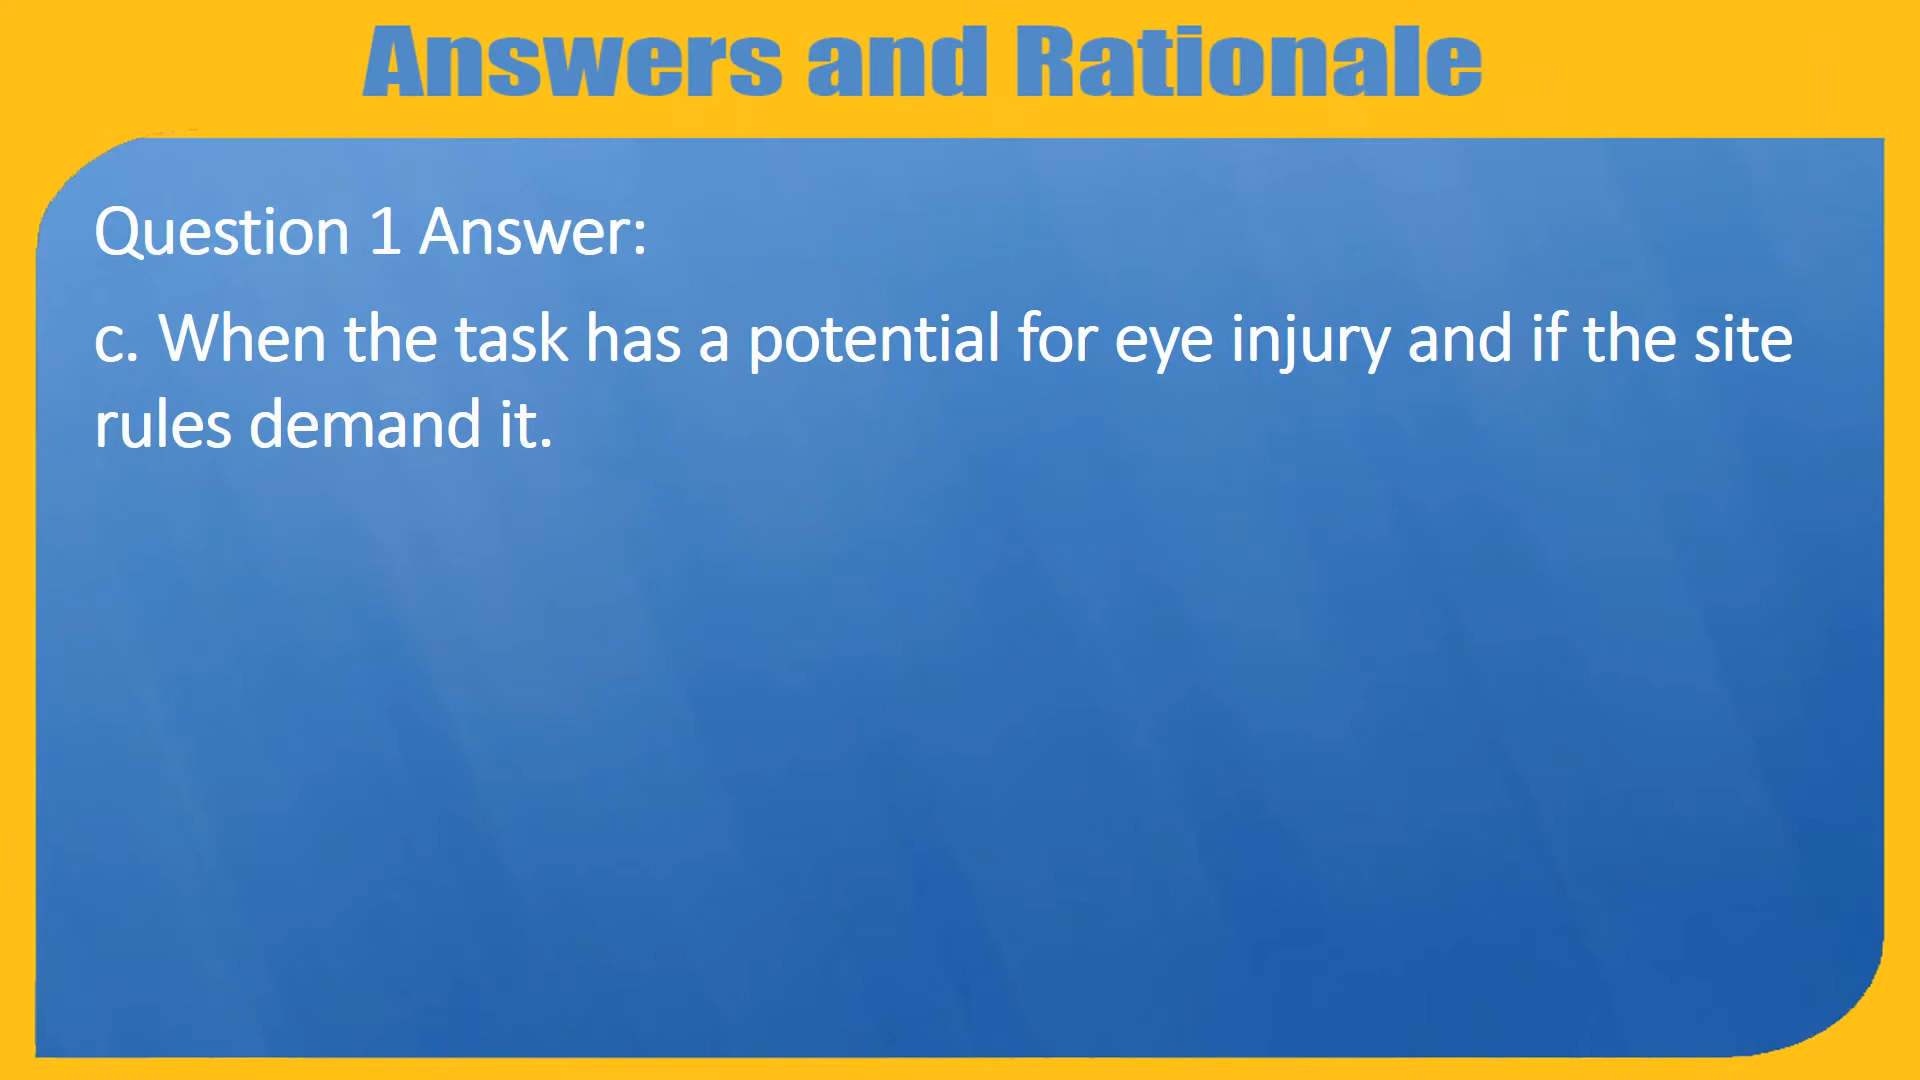 Answers and Rationale
Question 1 Answer:
c. When the task has a potential for eye injury and if the site
rules demand it.